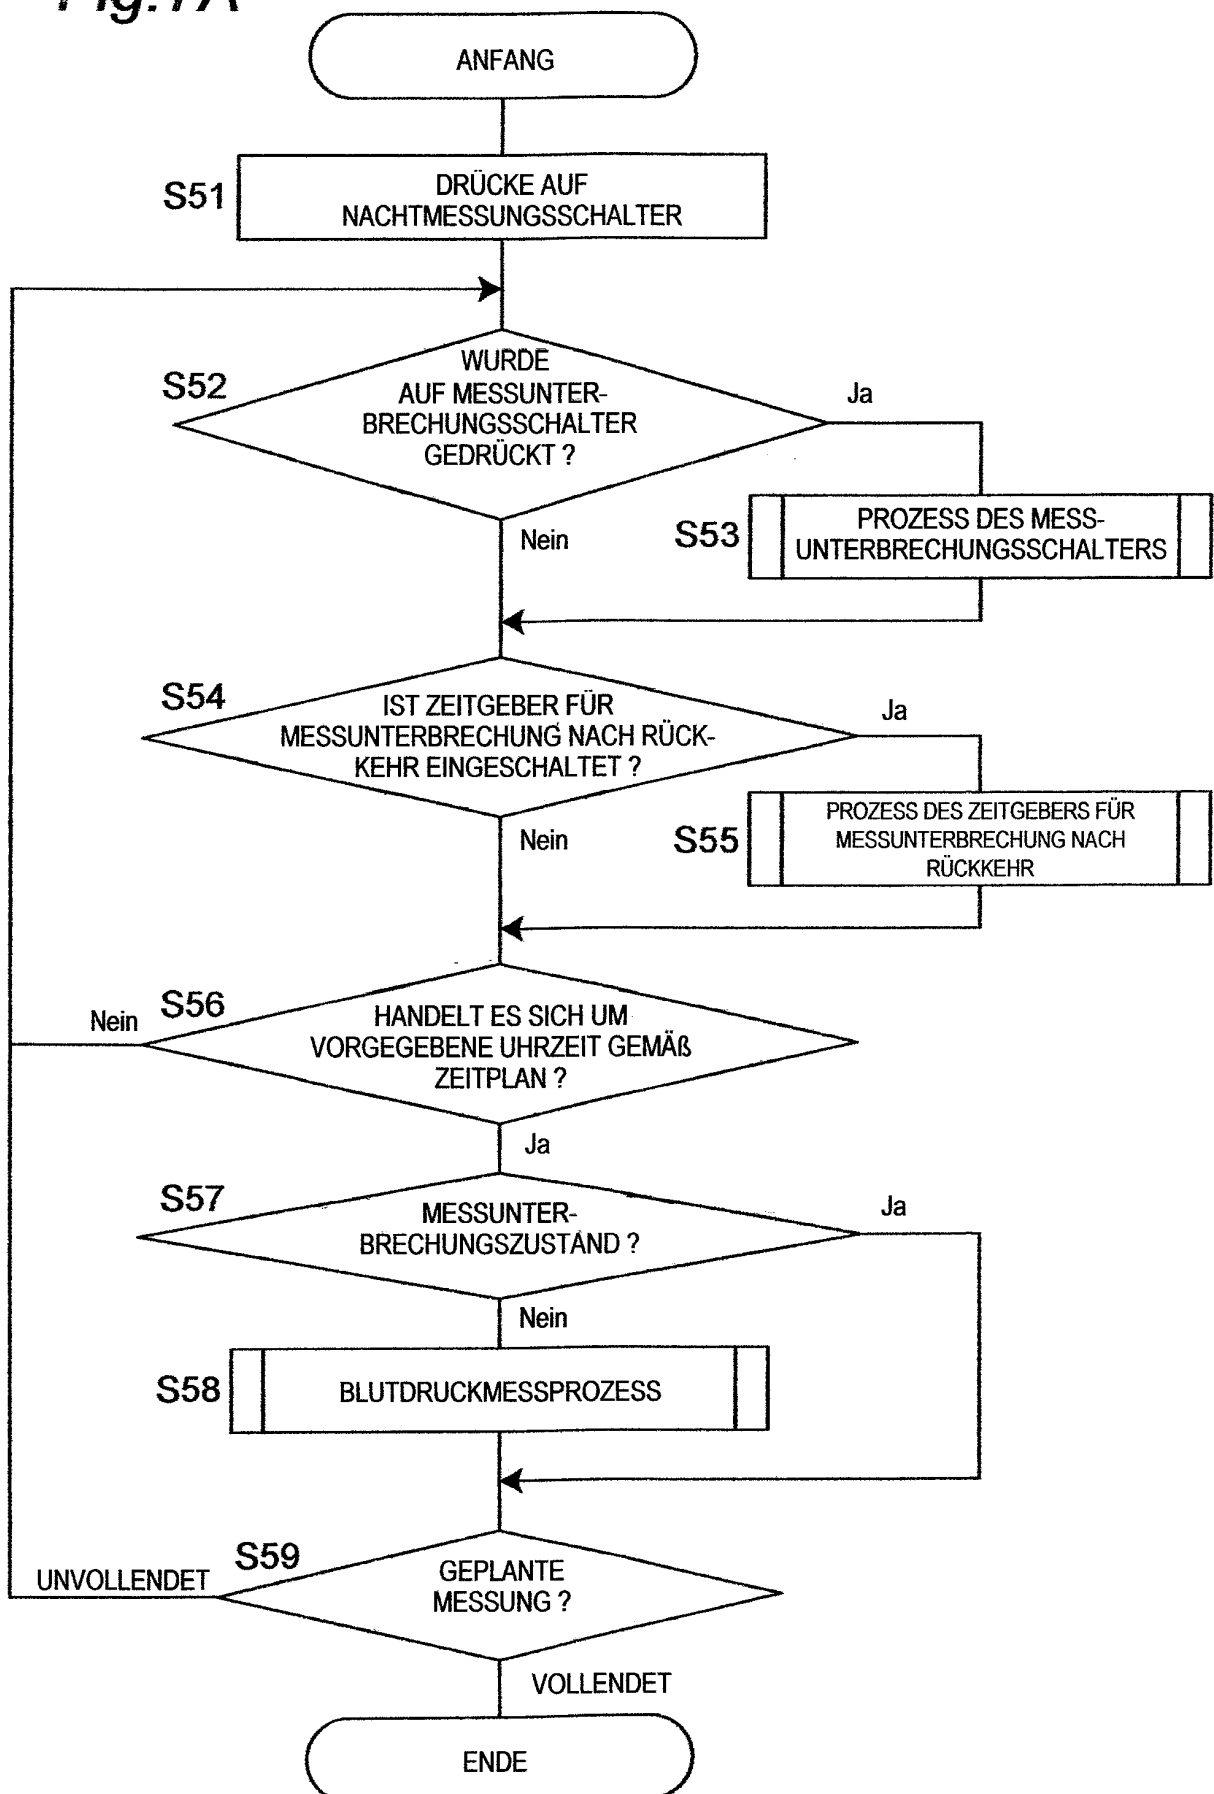 Fig.7A
ANFANG
S51
DRÜCKE AUF
NACHTMESSUNGSSCHALTER
S52
WURDE
AUF MESSUNTER-
BRECHUNGSSCHALTER
GEDRÜCKT ?
Ja
Nein
S53
PROZESS DES MESS-
UNTERBRECHUNGSSCHALTERS
S54
IST ZEITGEBER FÜR
MESSUNTERBRECHUNG NACH RÜCK-
KEHR EINGESCHALTET ?
Ja
Nein
S55
PROZESS DES ZEITGEBERS FÜR
MESSUNTERBRECHUNG NACH
RÜCKKEHR
S56
Nein
HANDELT ES SICH UM
VORGEGEBENE UHRZEIT GEMÄß
ZEITPLAN ?
Ja
S57
MESSUNTER-
BRECHUNGSZUSTAND ?
Ja
Nein
S58
BLUTDRUCKMESSPROZESS
S59
UNVOLLENDET
GEPLANTE
MESSUNG ?
VOLLENDET
ENDE